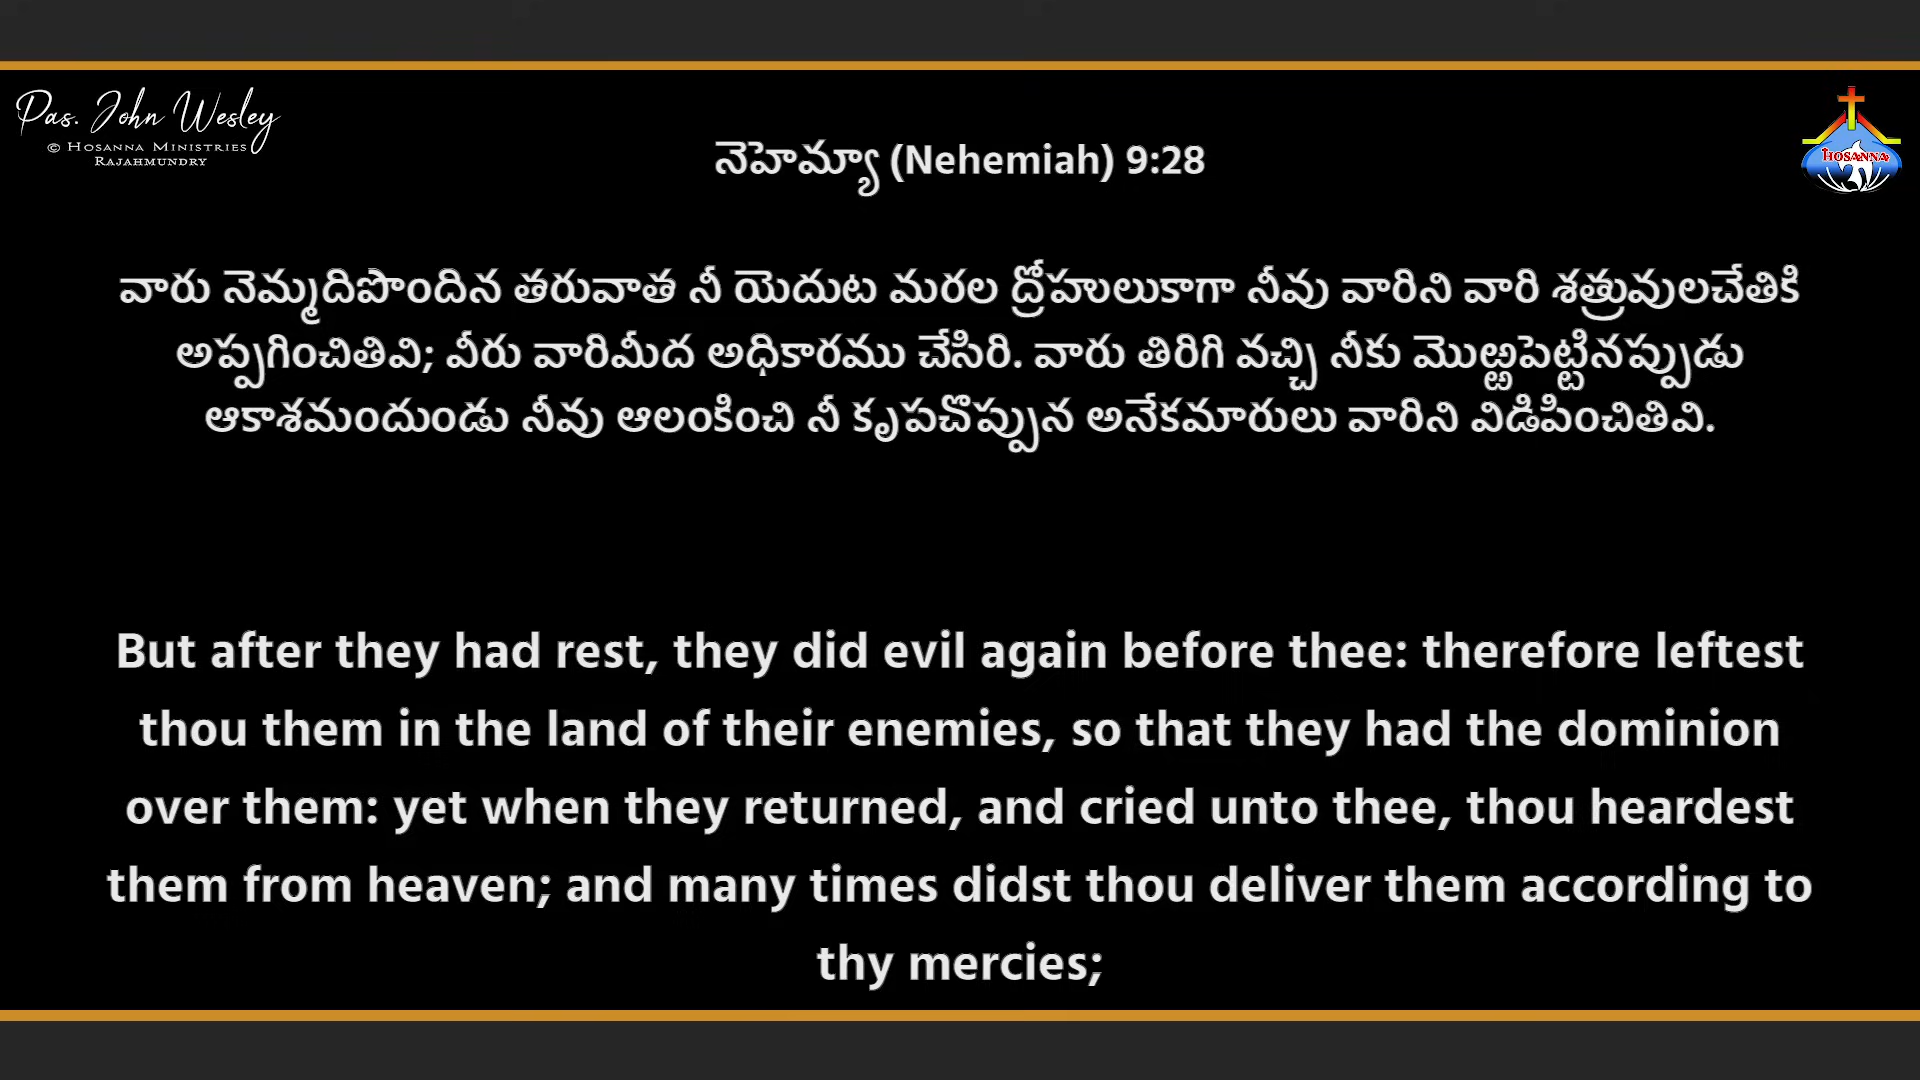 Pas. John Wesley
© Hosanna Ministries
Rajahmundry
HOSANNA
నెహెమ్యా (Nehemiah) 9:28
వారు నెమ్మదిపొందిన తరువాత నీ యెదుట మరల ద్రోహులుకాగా నీవు వారిని వారి శత్రువులచేతికి
అప్పగించితివి; వీరు వారిమీద అధికారము చేసిరి. వారు తిరిగి వచ్చి నీకు మొఱ్ఱపెట్టినప్పుడు
ఆకాశమందుండు నీవు ఆలంకించి నీ కృపచొప్పున అనేకమారులు వారిని విడిపించితివి.
But after they had rest, they did evil again before thee: therefore leftest
thou them in the land of their enemies, so that they had the dominion
over them: yet when they returned, and cried unto thee, thou heardest
them from heaven; and many times didst thou deliver them according to
thy mercies;